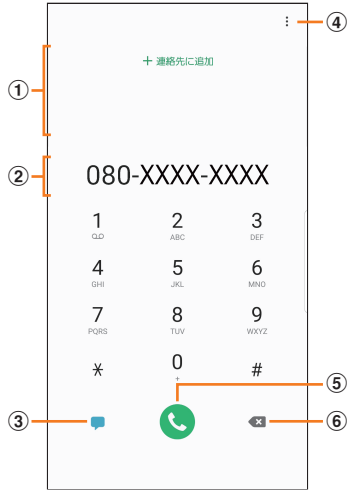 ④
＋ 連絡先に追加
①
② 080-XXXX-XXXX
1 2 3
ABC DEF
4 5 6
GHI JKL MNO
7 8 9
PQRS TUV WXYZ
* 0 #
+
⑤
③ ⑥